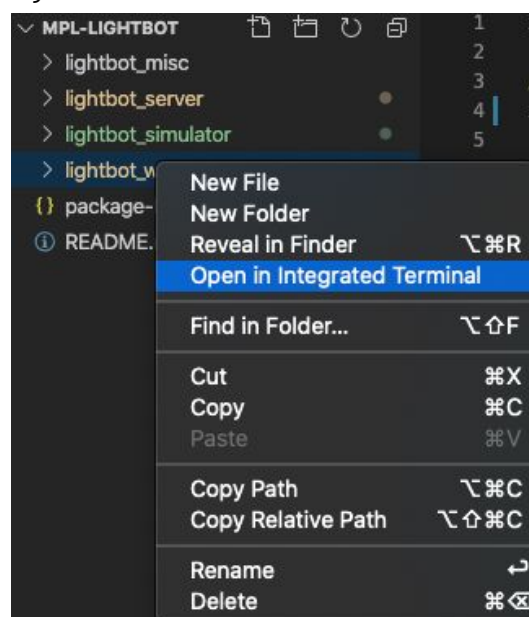 MPL-LIGHTBOT
lightbot_misc
lightbot_server
lightbot_simulator
lightbot_w
{} package-
README.
1
2
3
4
5
New File
New Folder
Reveal in Finder ⌥⌘R
Open in Integrated Terminal
Find in Folder... ⌥⇧F
Cut ⌘X
Copy ⌘C
Paste ⌘V
Copy Path ⌥⌘C
Copy Relative Path ⌥⇧⌘C
Rename ↩
Delete ⌘⌫